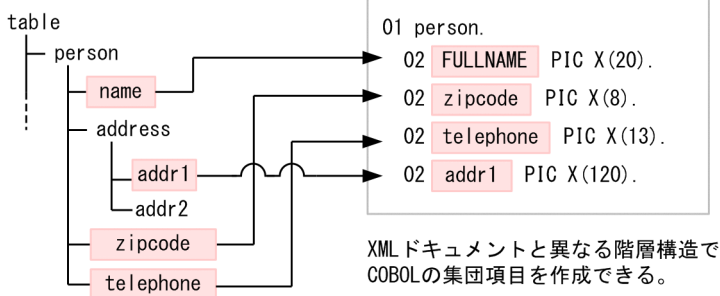 table
person
name
address
addr1
addr2
zipcode
telephone
01 person.
02 FULLNAME PIC X(20).
02 zipcode PIC X(8).
02 telephone PIC X(13).
02 addr1 PIC X(120).
XMLドキュメントと異なる階層構造で
COBOLの集団項目を作成できる。